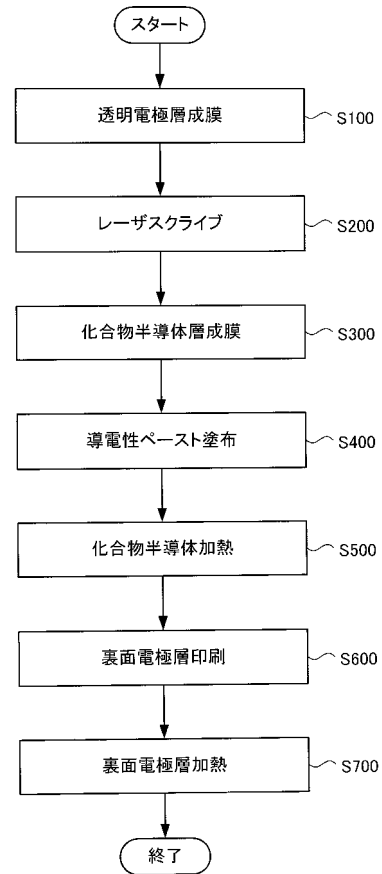 スタート
透明電極層成膜
S100
レーザスクライブ
S200
化合物半導体層成膜
S300
導電性ペースト塗布
S400
化合物半導体加熱
S500
裏面電極層印刷
S600
裏面電極層加熱
S700
終了